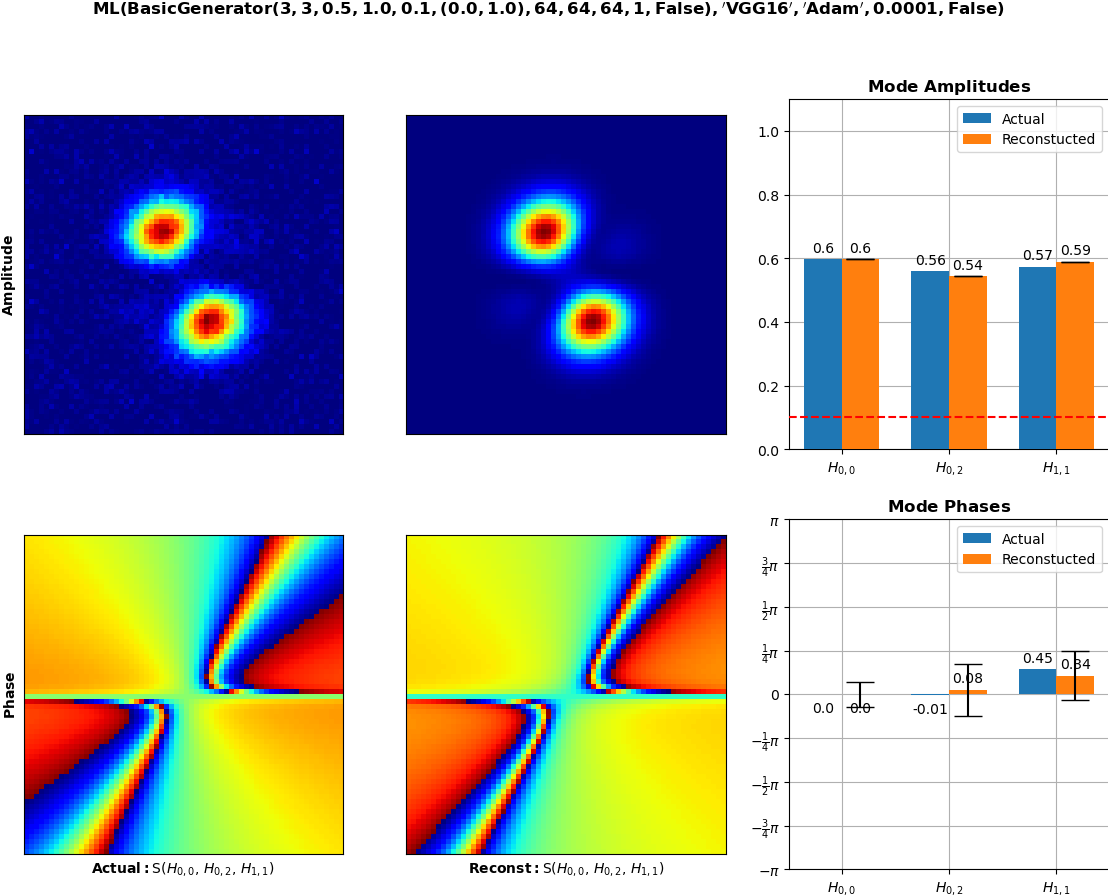 ML(BasicGenerator(3, 3, 0.5, 1.0, 0.1, (0.0, 1.0), 64, 64, 64, 1, False), ′VGG16′, ′Adam′, 0.0001, False)
Amplitude
Mode Amplitudes
Actual
Reconstucted
1.0
0.8
0.6
0.4
0.2
0.0
0.6 0.6
0.56 0.54
0.57 0.59
H0,0 H0,2 H1,1
Phase
Actual: S(H0,0, H0,2, H1,1)
Reconst: S(H0,0, H0,2, H1,1)
Mode Phases
Actual
Reconstucted
π
3/4π
1/2π
1/4π
0
−1/4π
−1/2π
−3/4π
−π
0.0 0.0
-0.01 0.08
0.45 0.34
H0,0 H0,2 H1,1